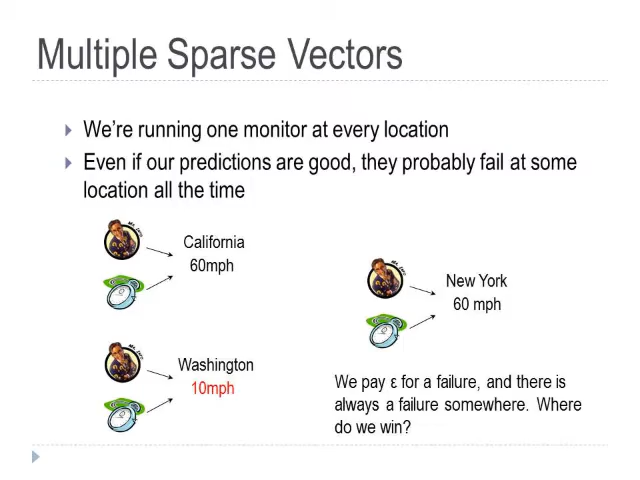 Multiple Sparse Vectors
We're running one monitor at every location
Even if our predictions are good, they probably fail at some
location all the time
California
60mph
New York
60 mph
Washington
10mph
We pay ε for a failure, and there is
always a failure somewhere. Where
do we win?